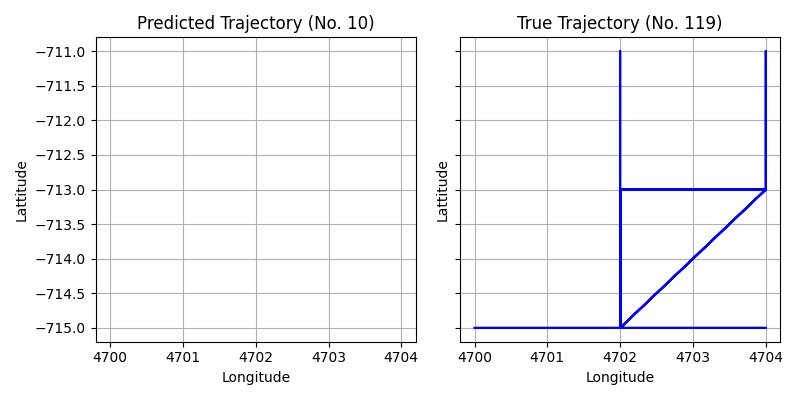 Predicted Trajectory (No. 10)
True Trajectory (No. 119)
−711.0
−711.5
−712.0
−712.5
−713.0
−713.5
−714.0
−714.5
−715.0
Lattitude
Lattitude
4700 4701 4702 4703 4704
4700 4701 4702 4703 4704
Longitude
Longitude